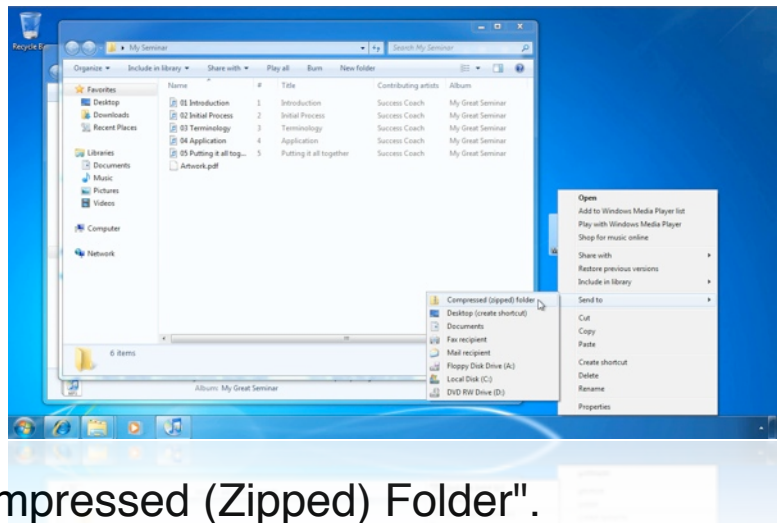 Recycle B
My Seminar
Search My Seminar
Organize
Include in library
Share with
Play all
Burn
New folder
Name
#
Title
Contributing artists
Album
Favorites
Desktop
Downloads
Recent Places
Libraries
Documents
Music
Pictures
Videos
Computer
Network
01 Introduction 1 Introduction Success Coach My Great Seminar
02 Initial Process 2 Initial Process Success Coach My Great Seminar
03 Terminology 3 Terminology Success Coach My Great Seminar
04 Application 4 Application Success Coach My Great Seminar
05 Putting it all tog... 5 Putting it all together Success Coach My Great Seminar
Artwork.pdf
6 items
Album: My Great Seminar
Open
Add to Windows Media Player list
Play with Windows Media Player
Shop for music online
Share with
Restore previous versions
Include in library
Send to
Cut
Copy
Paste
Create shortcut
Delete
Rename
Properties
Compressed (zipped) folder
Desktop (create shortcut)
Documents
Fax recipient
Mail recipient
Floppy Disk Drive (A:)
Local Disk (C:)
DVD RW Drive (D:)
mpressed (Zipped) Folder".